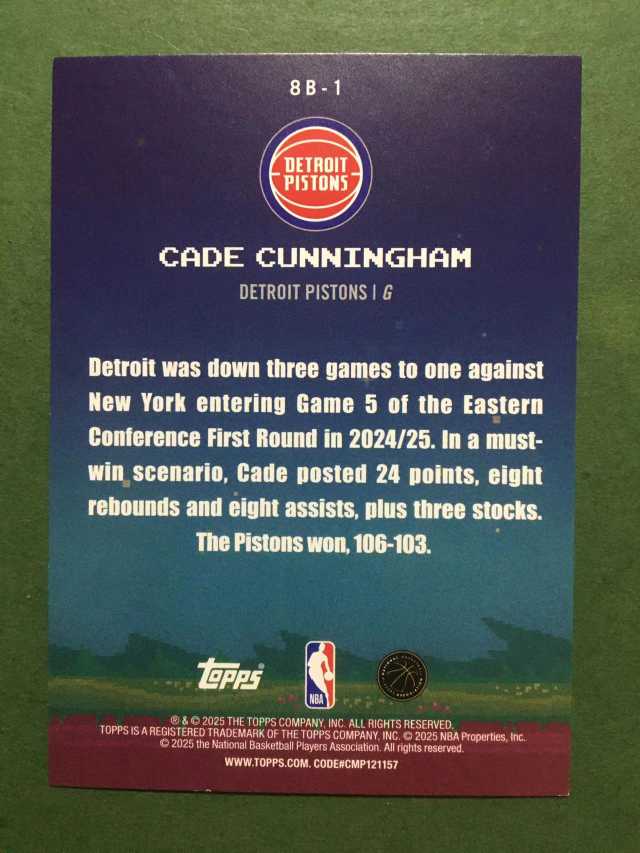 8B-1
DETROIT
PISTONS
CADE CUNNINGHAM
DETROIT PISTONS | G
Detroit was down three games to one against
New York entering Game 5 of the Eastern
Conference First Round in 2024/25. In a must-
win scenario, Cade posted 24 points, eight
rebounds and eight assists, plus three stocks.
The Pistons won, 106-103.
topps
NBA
® & © 2025 THE TOPPS COMPANY, INC. ALL RIGHTS RESERVED.
TOPPS IS A REGISTERED TRADEMARK OF THE TOPPS COMPANY, INC. © 2025 NBA Properties, Inc.
© 2025 the National Basketball Players Association. All rights reserved.
WWW.TOPPS.COM. CODE#CMP121157